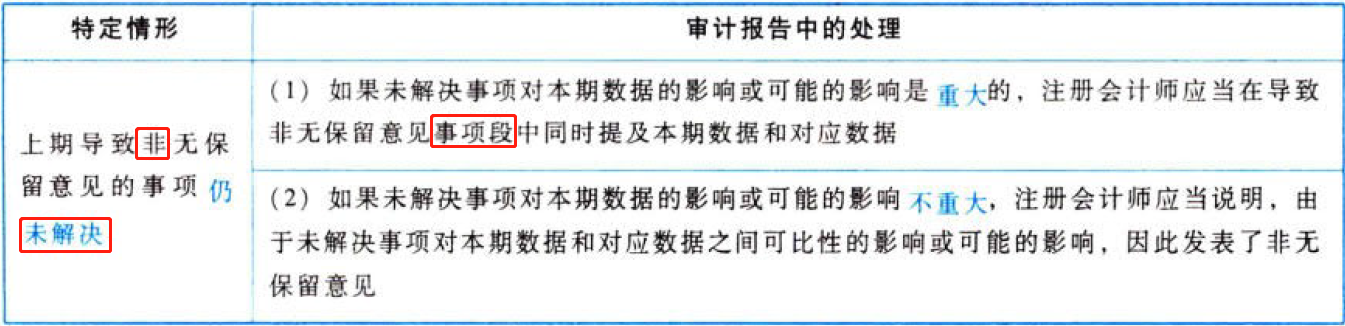 特定情形
审计报告中的处理
上期导致非无保
留意见的事项仍
未解决
(1) 如果未解决事项对本期数据的影响或可能的影响是重大的，注册会计师应当在导致
非无保留意见事项段中同时提及本期数据和对应数据
(2) 如果未解决事项对本期数据的影响或可能的影响不重大，注册会计师应当说明，由
于未解决事项对本期数据和对应数据之间可比性的影响或可能的影响，因此发表了非无
保留意见